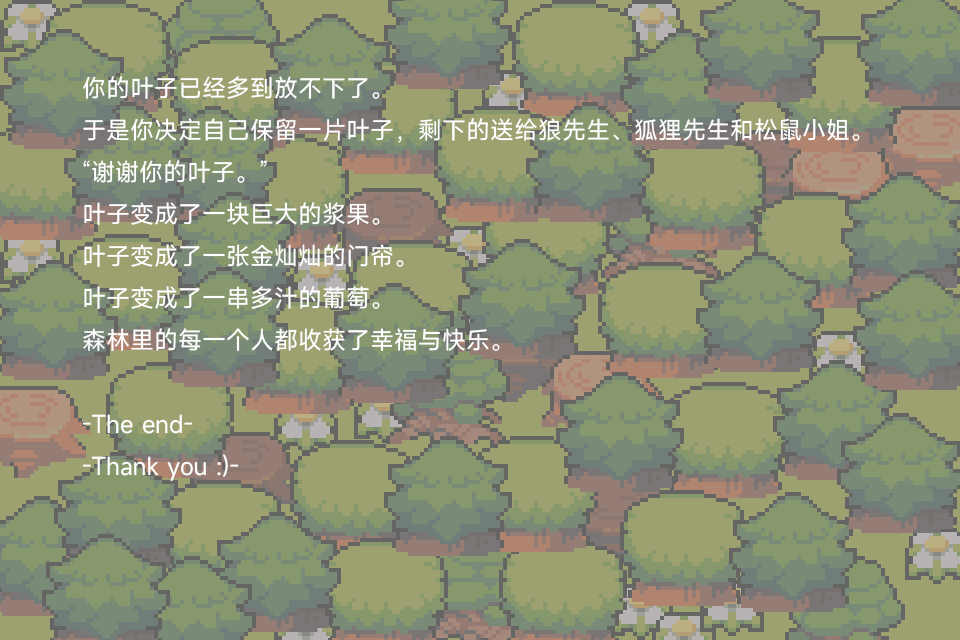 你的叶子已经多到放不下了。
于是你决定自己保留一片叶子，剩下的送给狼先生、狐狸先生和松鼠小姐。
“谢谢你的叶子。”
叶子变成了一块巨大的浆果。
叶子变成了一张金灿灿的门帘。
叶子变成了一串多汁的葡萄。
森林里的每一个人都收获了幸福与快乐。
-The end-
-Thank you :)-